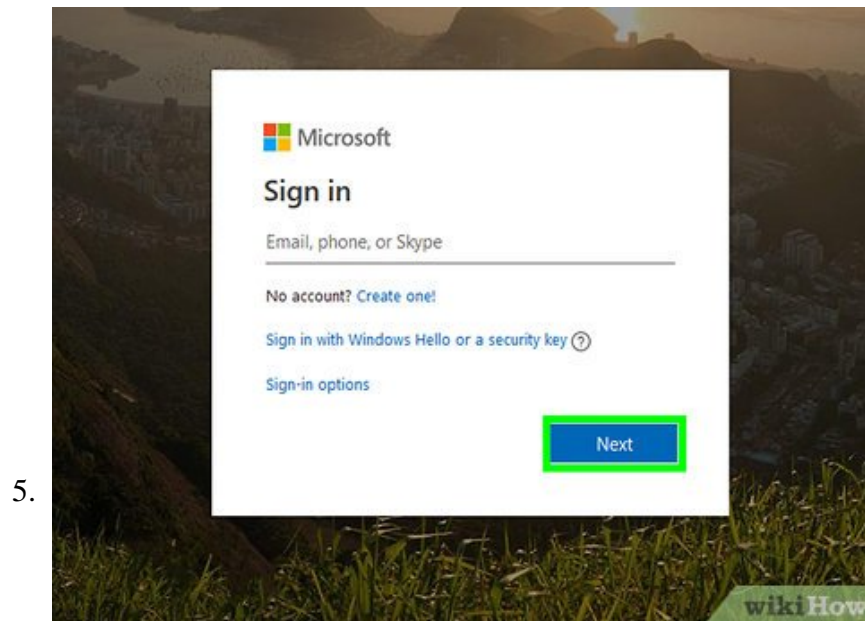 Microsoft
Sign in
Email, phone, or Skype
No account? Create one!
Sign in with Windows Hello or a security key ?
Sign-in options
Next
5.
wikiHow